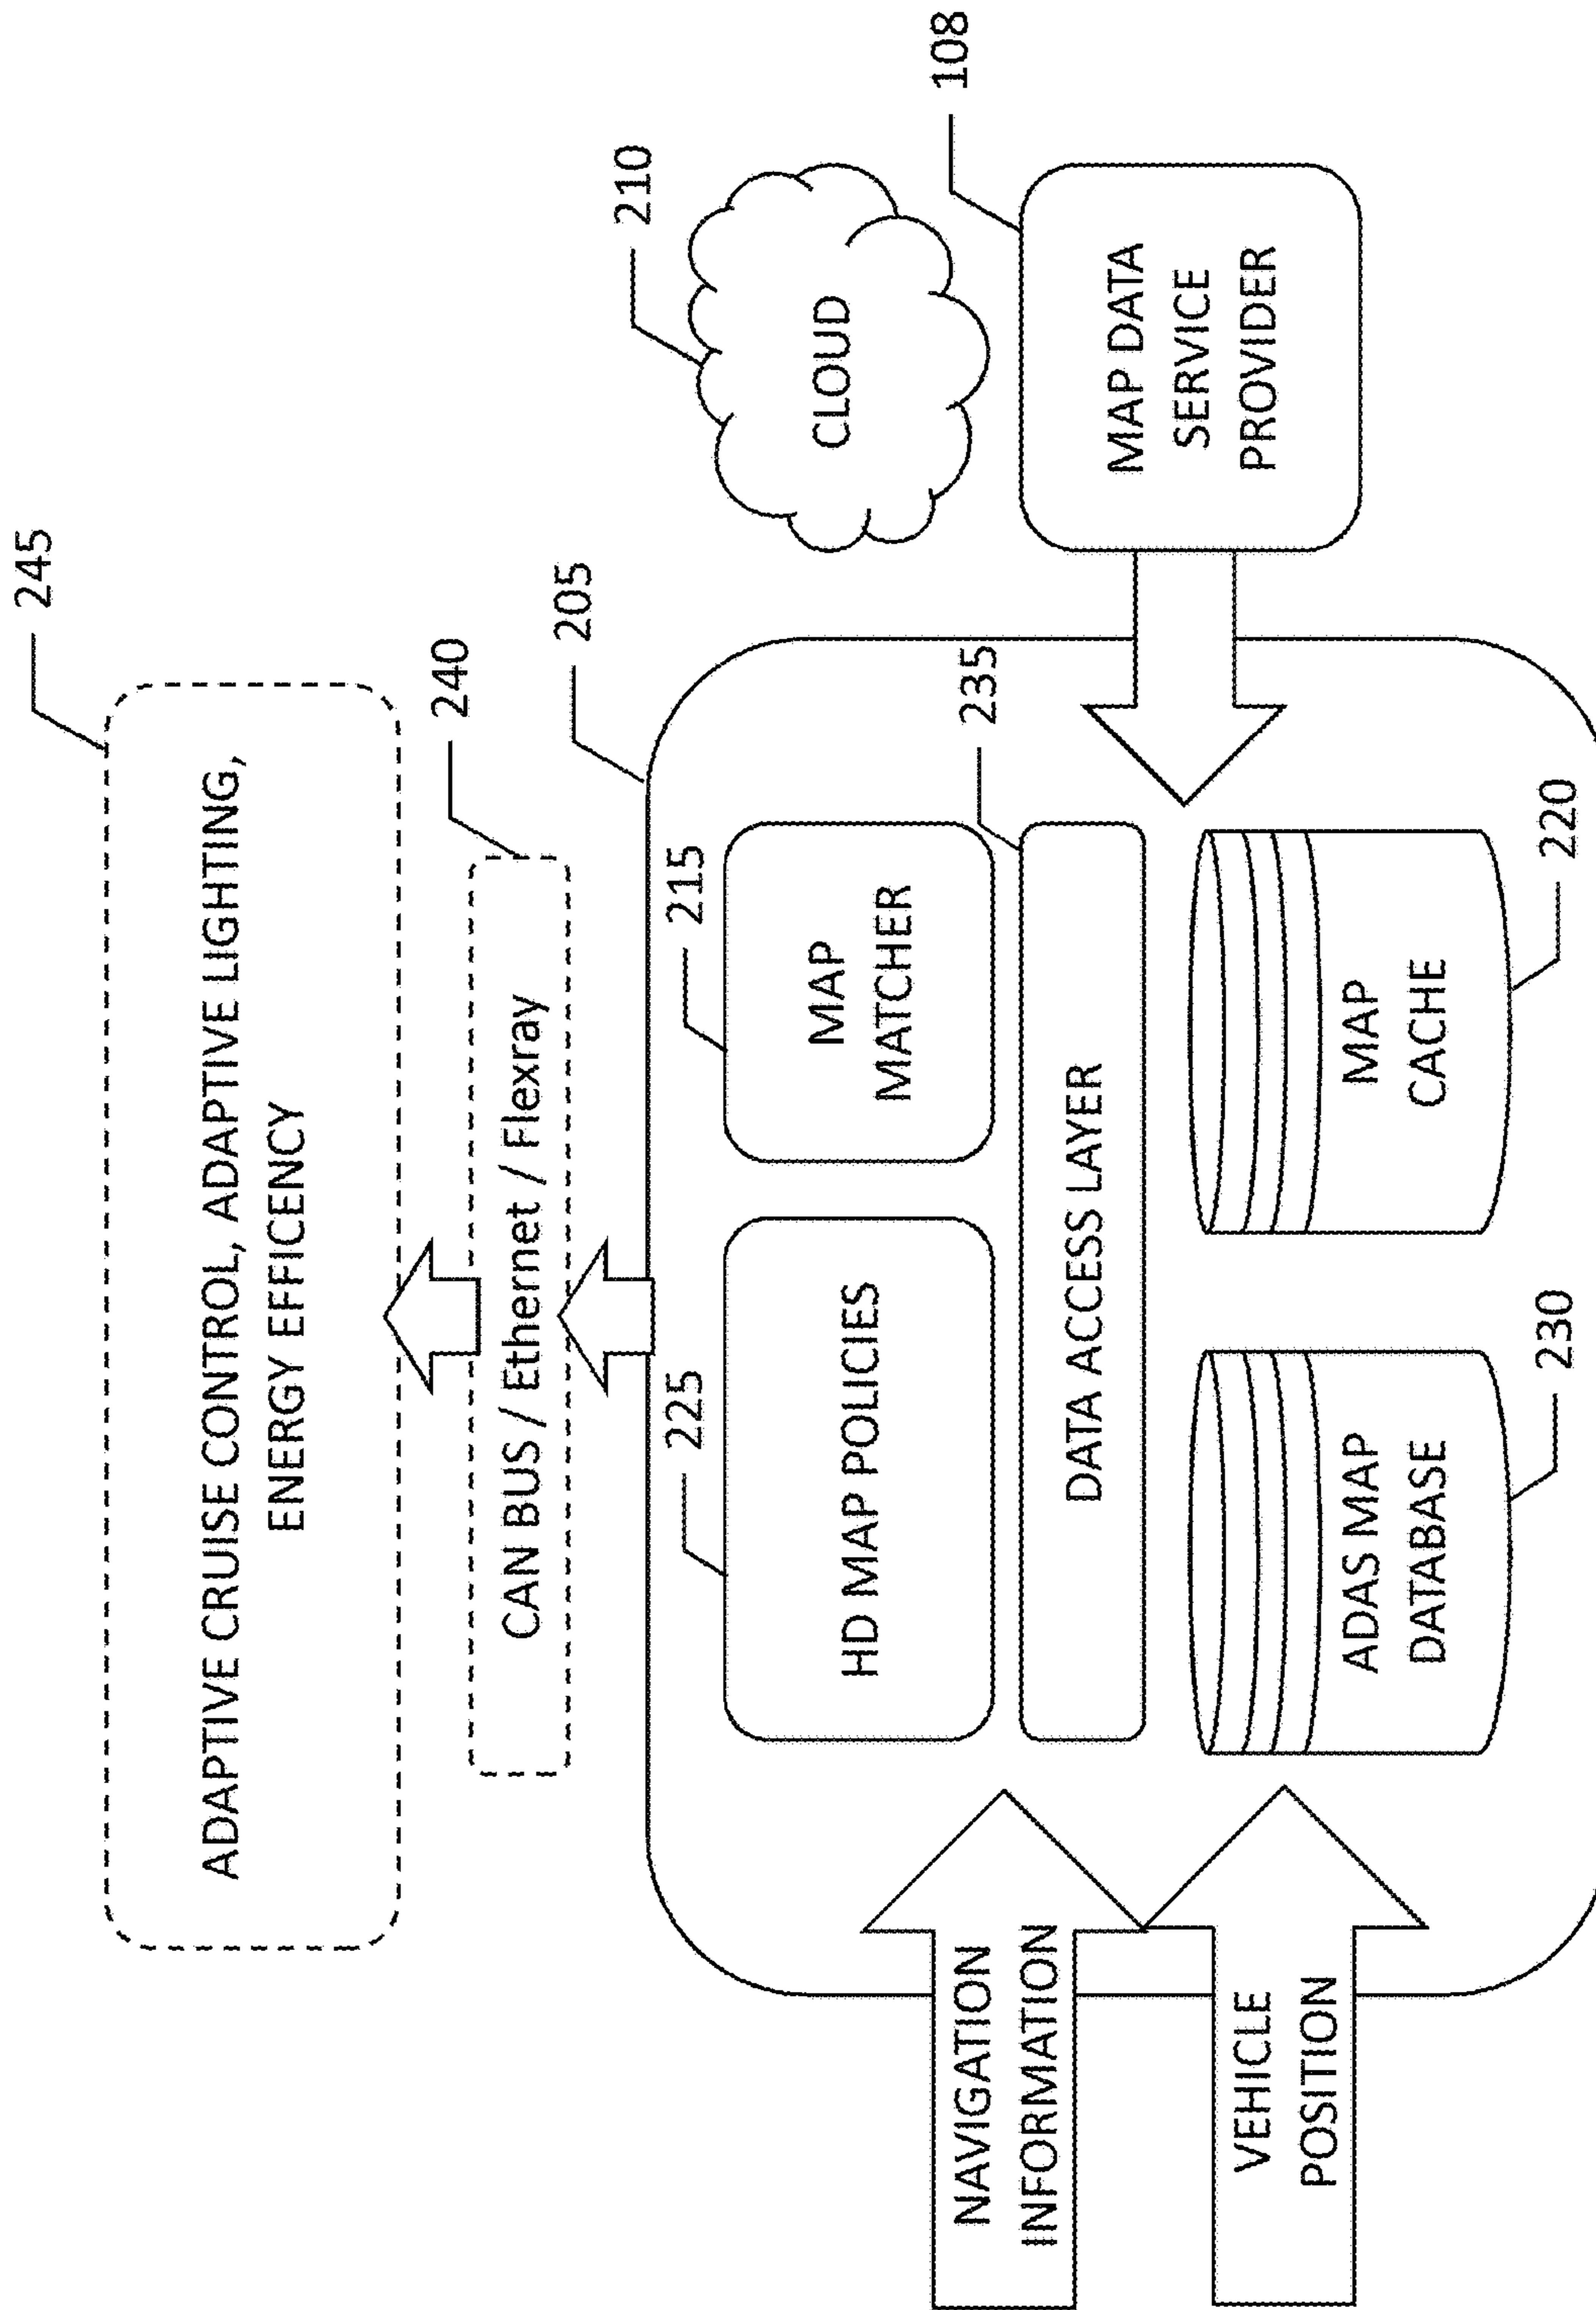 245
ADAPTIVE CRUISE CONTROL, ADAPTIVE LIGHTING,
ENERGY EFFICENCY
240
CAN BUS / Ethernet / Flexray
205
210
CLOUD
225
HD MAP POLICIES
215
MAP
MATCHER
235
DATA ACCESS LAYER
108
MAP DATA
SERVICE
PROVIDER
NAVIGATION
INFORMATION
VEHICLE
POSITION
ADAS MAP
DATABASE
230
MAP
CACHE
220